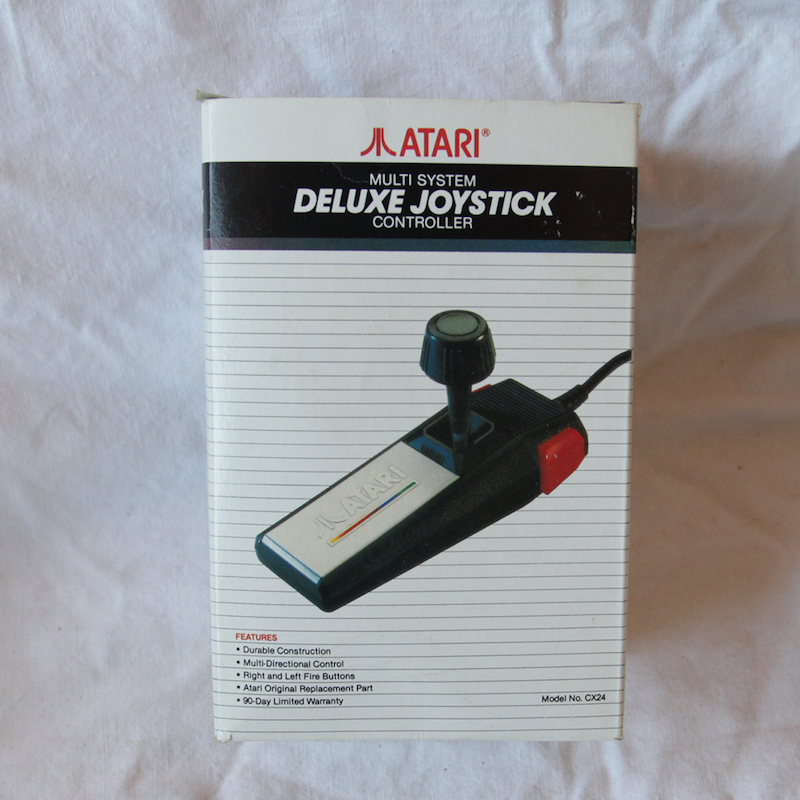 ATARI®
MULTI SYSTEM
DELUXE JOYSTICK
CONTROLLER
ATARI
FEATURES
• Durable Construction
• Multi-Directional Control
• Right and Left Fire Buttons
• Atari Original Replacement Part
• 90-Day Limited Warranty
Model No. CX24